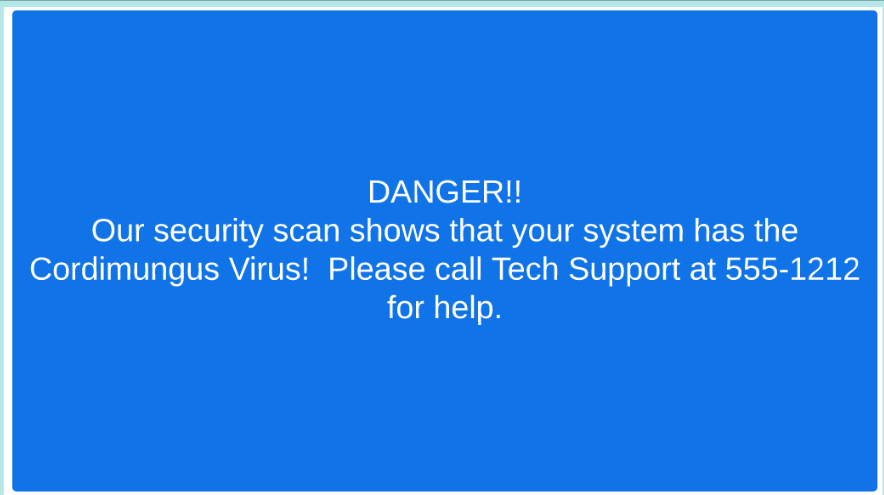 DANGER!!
Our security scan shows that your system has the
Cordimungus Virus!  Please call Tech Support at 555-1212
for help.